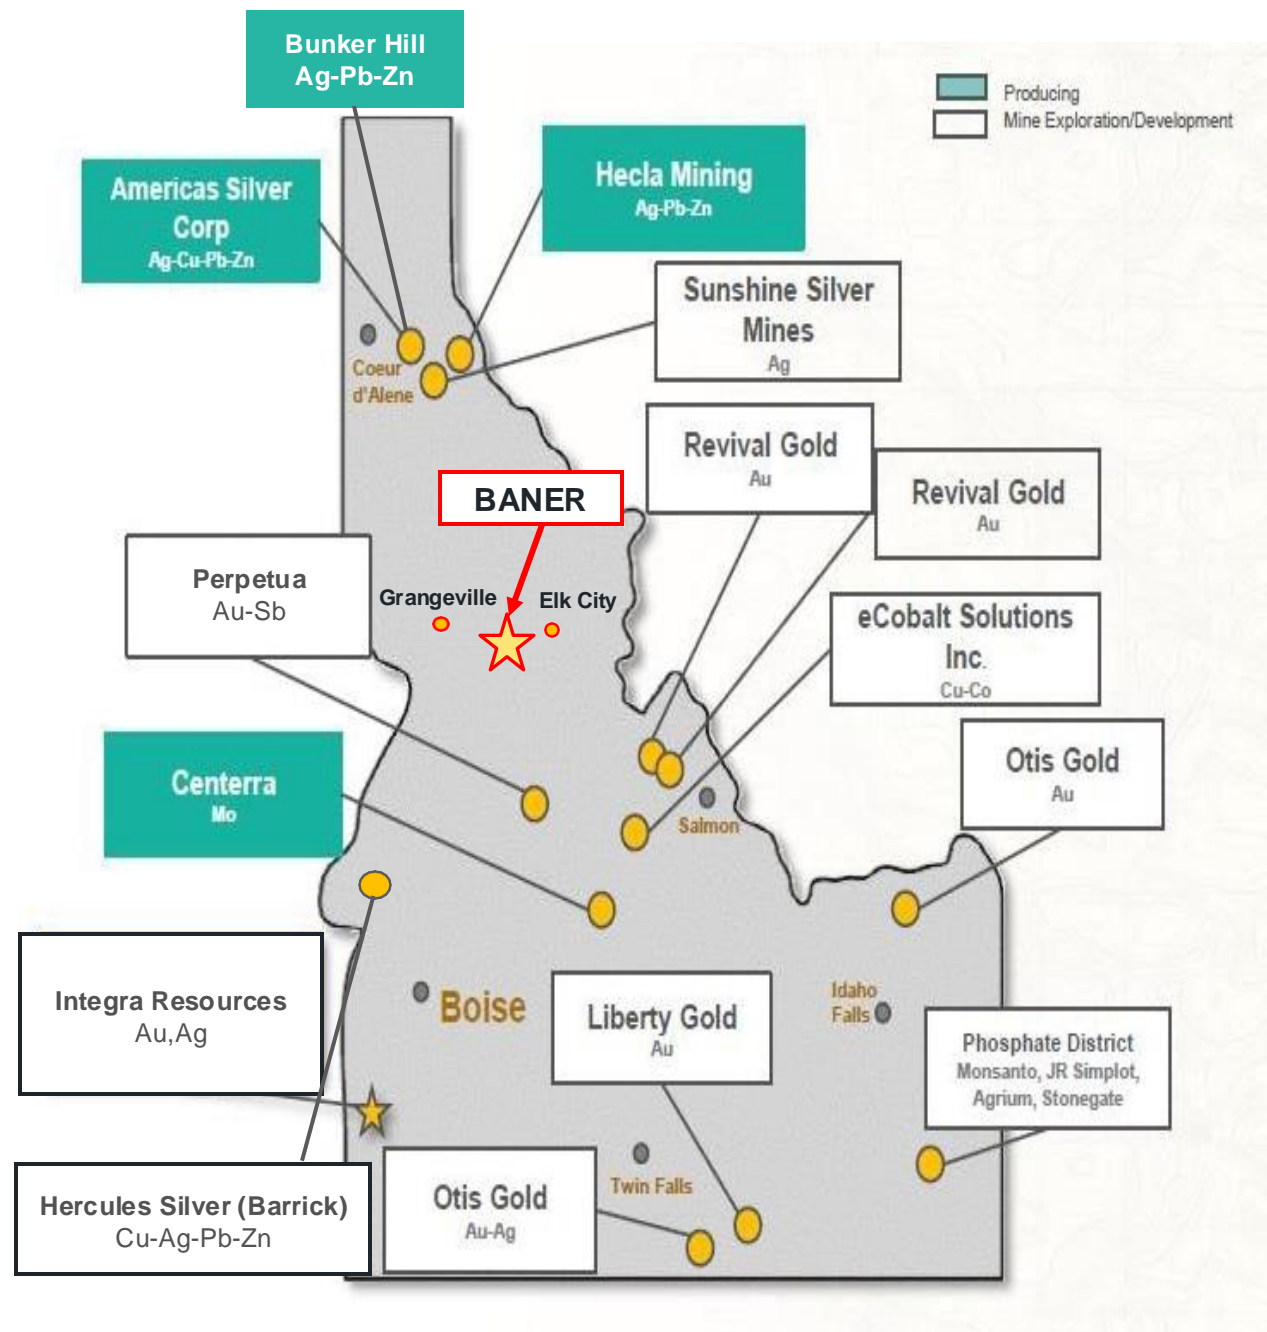 Bunker Hill
Ag-Pb-Zn
Producing
Mine Exploration/Development
Americas Silver
Corp
Ag-Cu-Pb-Zn
Hecla Mining
Ag-Pb-Zn
Sunshine Silver
Mines
Ag
Coeur
d'Alene
Revival Gold
Au
Revival Gold
Au
BANER
Perpetua
Au-Sb
Grangeville
Elk City
eCobalt Solutions
Inc.
Cu-Co
Centerra
Mo
Otis Gold
Au
Salmon
Integra Resources
Au,Ag
Boise
Liberty Gold
Au
Idaho
Falls
Phosphate District
Monsanto, JR Simplot,
Agrium, Stonegate
Hercules Silver (Barrick)
Cu-Ag-Pb-Zn
Otis Gold
Au-Ag
Twin Falls